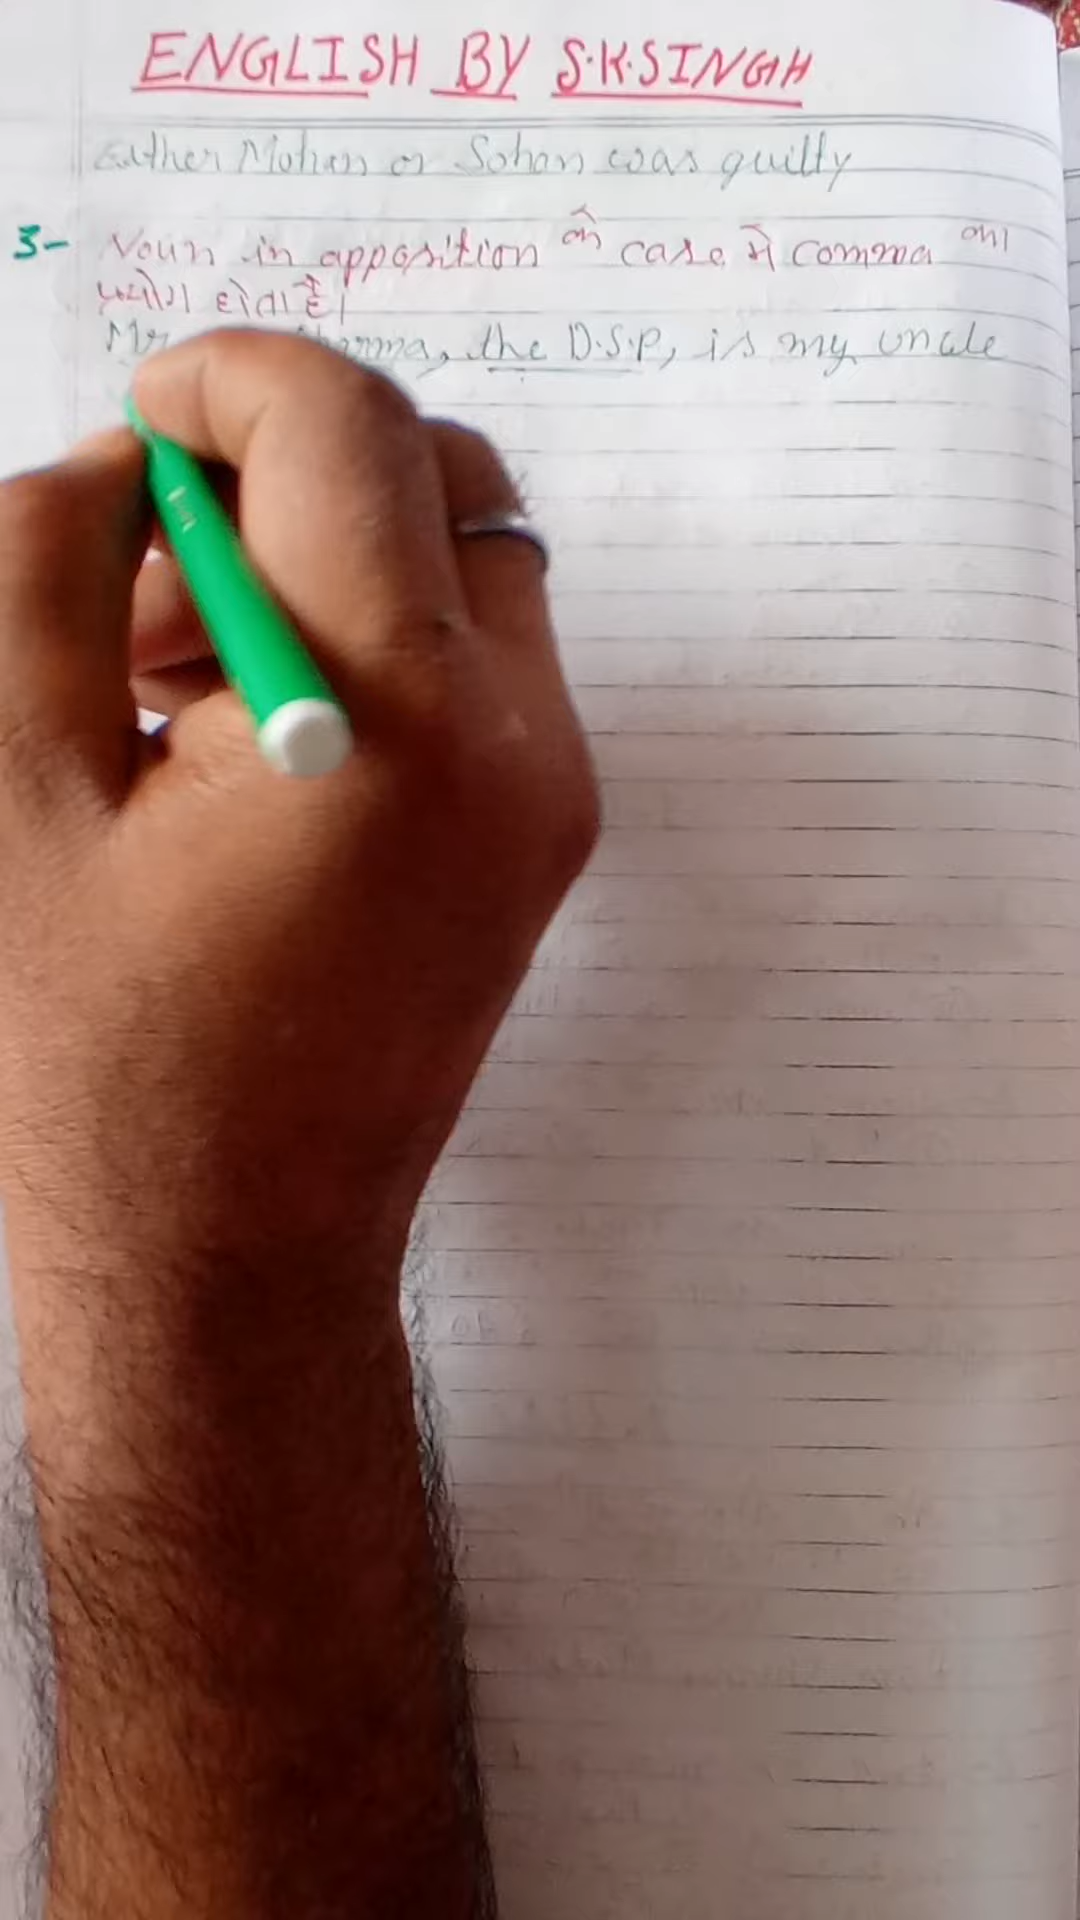 ENGLISH BY S.K.SINGH
Either Mohan or Sohan was guilty
3- Noun in apposition के case में comma का
प्रयोग होता है।
Mr the D.S.P, is my uncle